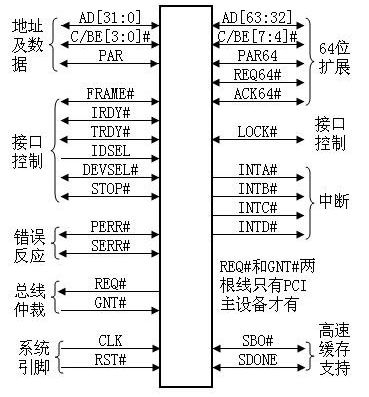 地址
及数
据
AD[31:0]
C/BE[3:0]#
PAR
接口
控制
FRAME#
IRDY#
TRDY#
IDSEL
DEVSEL#
STOP#
错误
反应
PERR#
SERR#
总线
仲裁
REQ#
GNT#
系统
引脚
CLK
RST#
AD[63:32]
C/BE[7:4]#
PAR64
REQ64#
ACK64#
64位
扩展
LOCK#
接口
控制
INTA#
INTB#
INTC#
INTD#
中断
REQ#和GNT#两
根线只有PCI
主设备才有
SBO#
SDONE
高速
缓存
支持